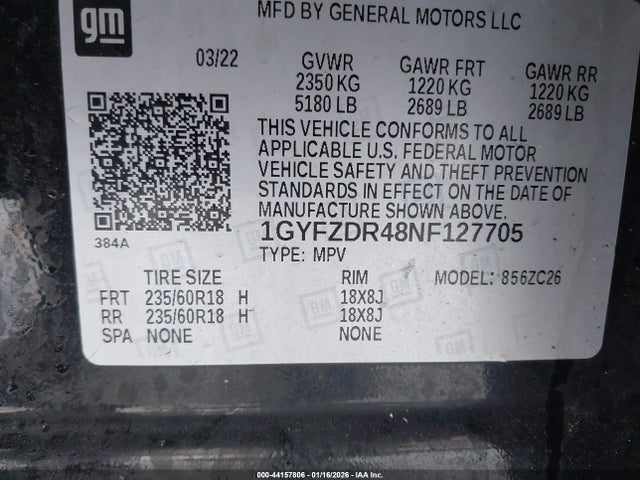 gm
MFD BY GENERAL MOTORS LLC
03/22 GVWR GAWR FRT GAWR RR
2350 KG 1220 KG 1220 KG
5180 LB 2689 LB 2689 LB
THIS VEHICLE CONFORMS TO ALL
APPLICABLE U.S. FEDERAL MOTOR
VEHICLE SAFETY AND THEFT PREVENTION
STANDARDS IN EFFECT ON THE DATE OF
MANUFACTURE SHOWN ABOVE.
384A
1GYFZDR48NF127705
TYPE: MPV
TIRE SIZE RIM MODEL: 856ZC26
FRT 235/60R18 H 18X8J
RR 235/60R18 H 18X8J
SPA NONE NONE
000-44157806 - 01/16/2026 - IAA Inc.